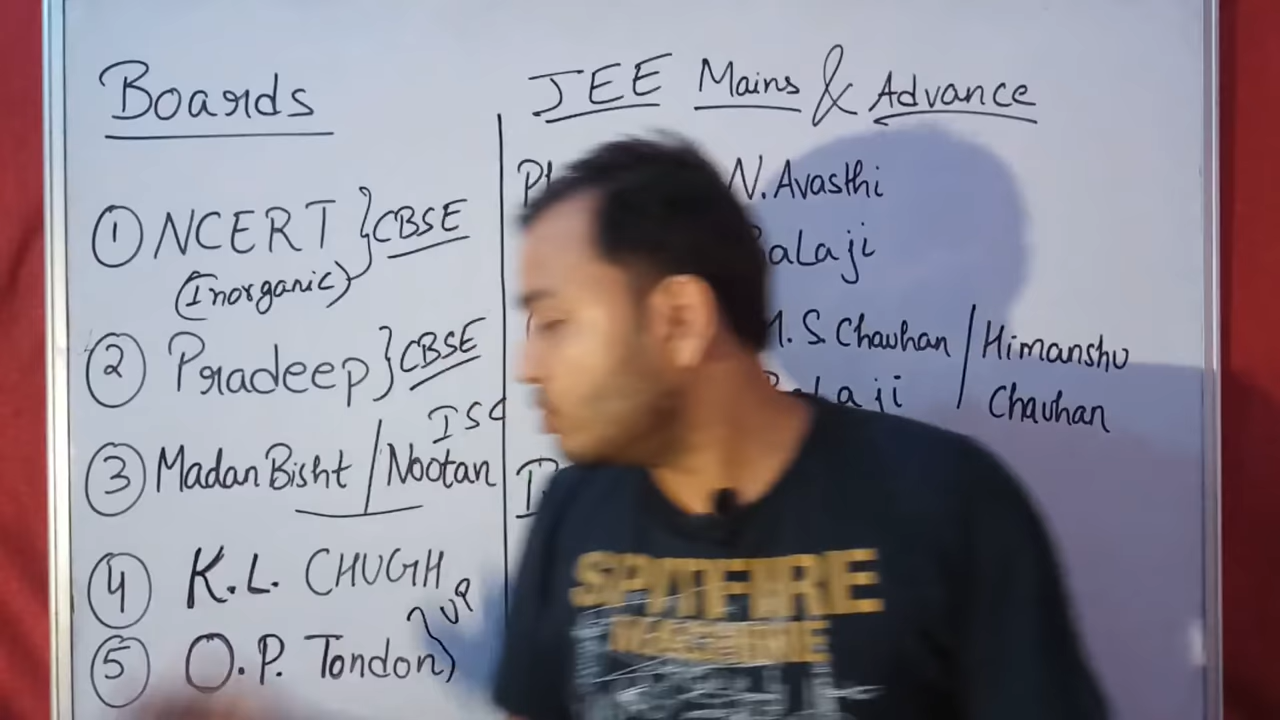 Boards
① NCERT } CBSE
(Inorganic)
② Pradeep } CBSE
ISC
③ Madan Bisht / Nootan
④ K.L. CHUGH
⑤ O.P. Tondon } UP
JEE Mains & Advance
N. Avasthi
Balaji
M. S. Chauhan / Himanshu
Chauhan
Balaji
SPITFIRE